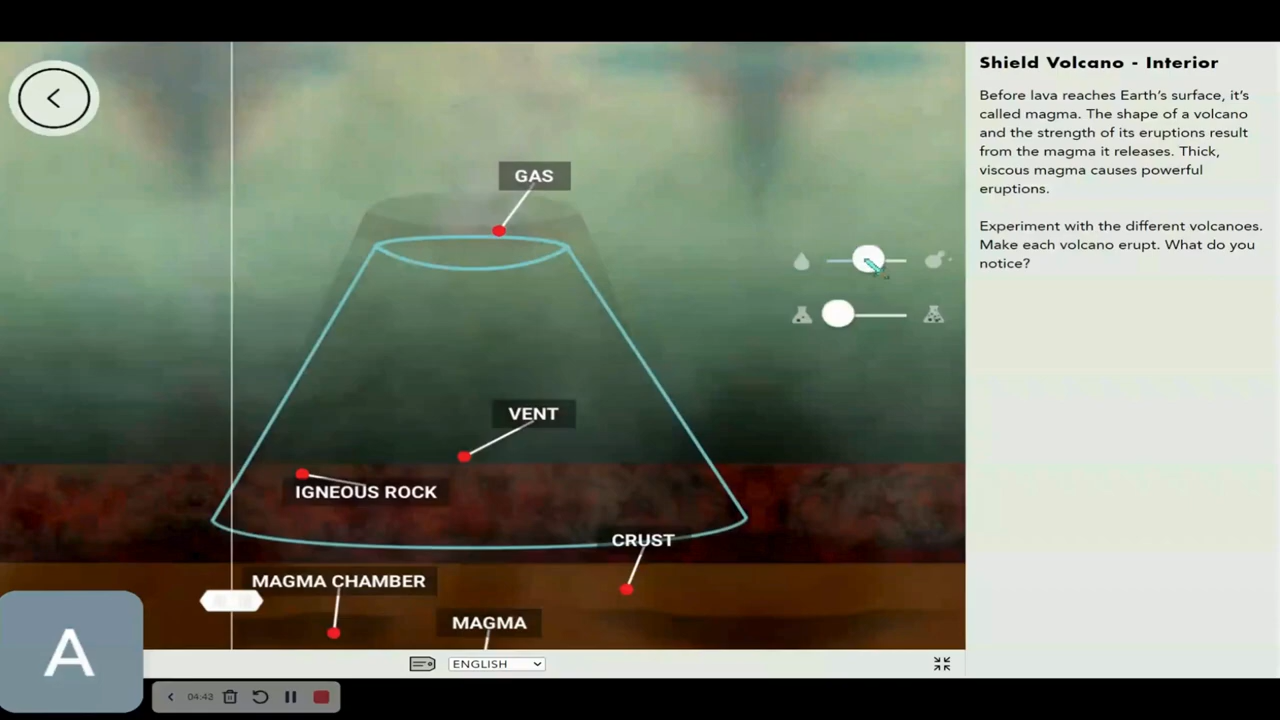 Shield Volcano - Interior
Before lava reaches Earth's surface, it's
called magma. The shape of a volcano
and the strength of its eruptions result
from the magma it releases. Thick,
viscous magma causes powerful
eruptions.
Experiment with the different volcanoes.
Make each volcano erupt. What do you
notice?
GAS
VENT
IGNEOUS ROCK
CRUST
MAGMA CHAMBER
MAGMA
A
ENGLISH
04:43